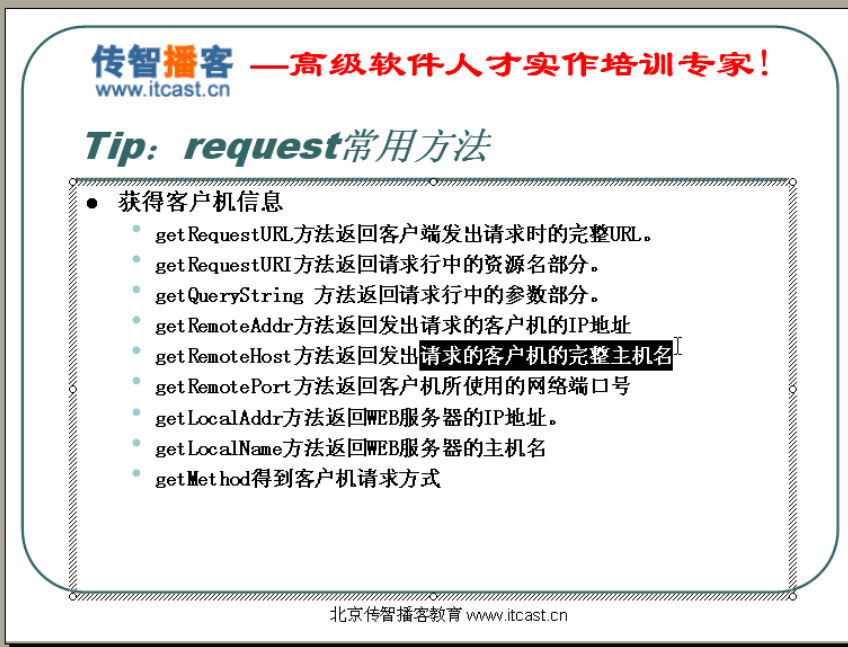 传智播客 —高级软件人才实作培训专家！
www.itcast.cn
Tip：request常用方法
● 获得客户机信息
• getRequestURL方法返回客户端发出请求时的完整URL。
• getRequestURI方法返回请求行中的资源名部分。
• getQueryString 方法返回请求行中的参数部分。
• getRemoteAddr方法返回发出请求的客户机的IP地址
• getRemoteHost方法返回发出请求的客户机的完整主机名
• getRemotePort方法返回客户机所使用的网络端口号
• getLocalAddr方法返回WEB服务器的IP地址。
• getLocalName方法返回WEB服务器的主机名
• getMethod得到客户机请求方式
北京传智播客教育 www.itcast.cn